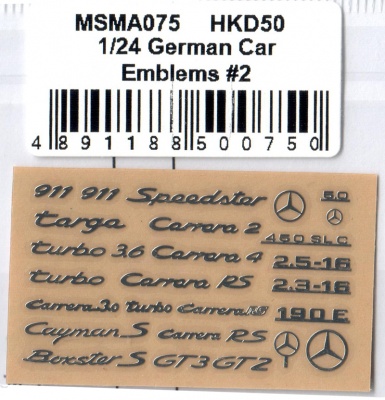 MSMA075 HKD50
1/24 German Car
Emblems #2
4 891188 500750
911 911 Speedster 5.0
targa Carrera 2
450 SLC
turbo 3.6 Carrera 4 2.5-16
turbo Carrera RS 2.3-16
Carrera 3.0 turbo Carrera RS 190 E
Cayman S Carrera RS
Boxster S GT3 GT2